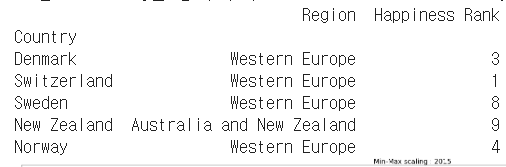 Region Happiness Rank
Country
Denmark Western Europe 3
Switzerland Western Europe 1
Sweden Western Europe 8
New Zealand Australia and New Zealand 9
Norway Western Europe 4
Min-Max scaling 2015